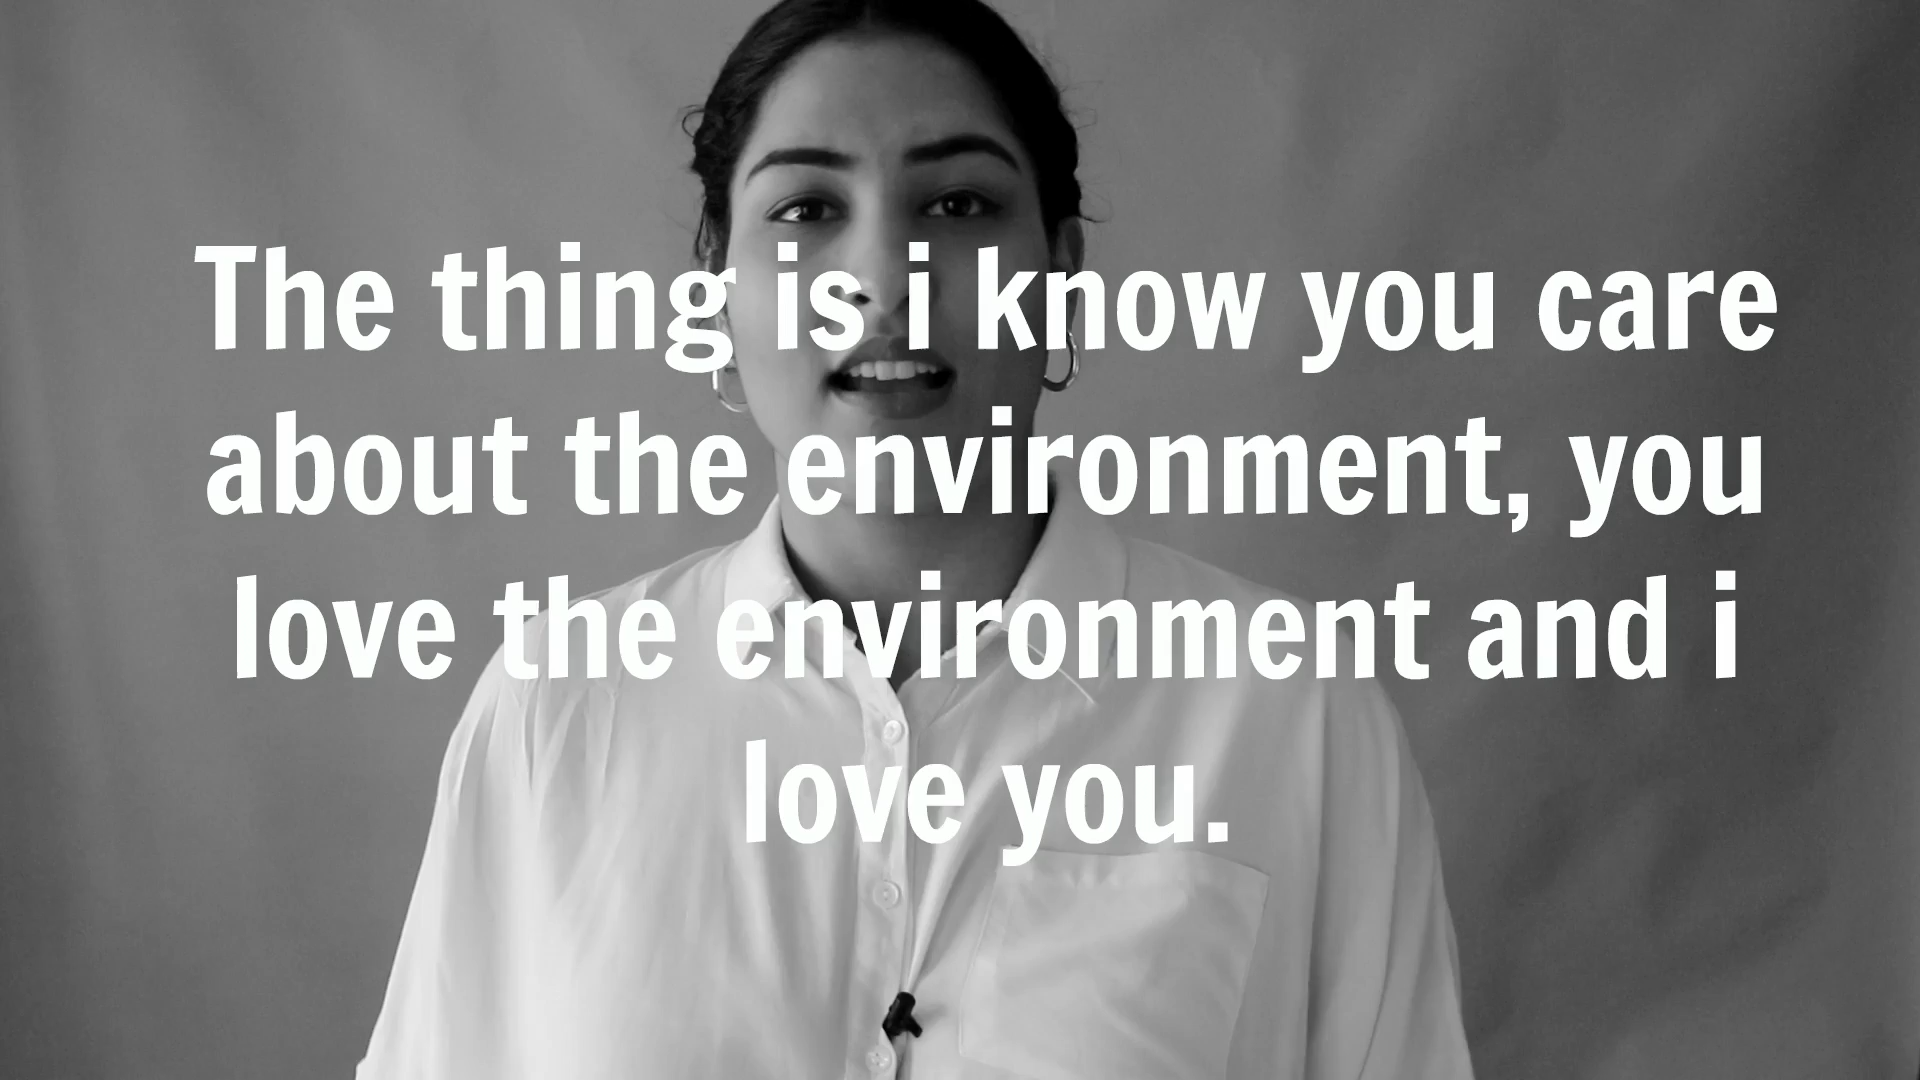 The thing is i know you care
about the environment, you
love the environment and i
love you.